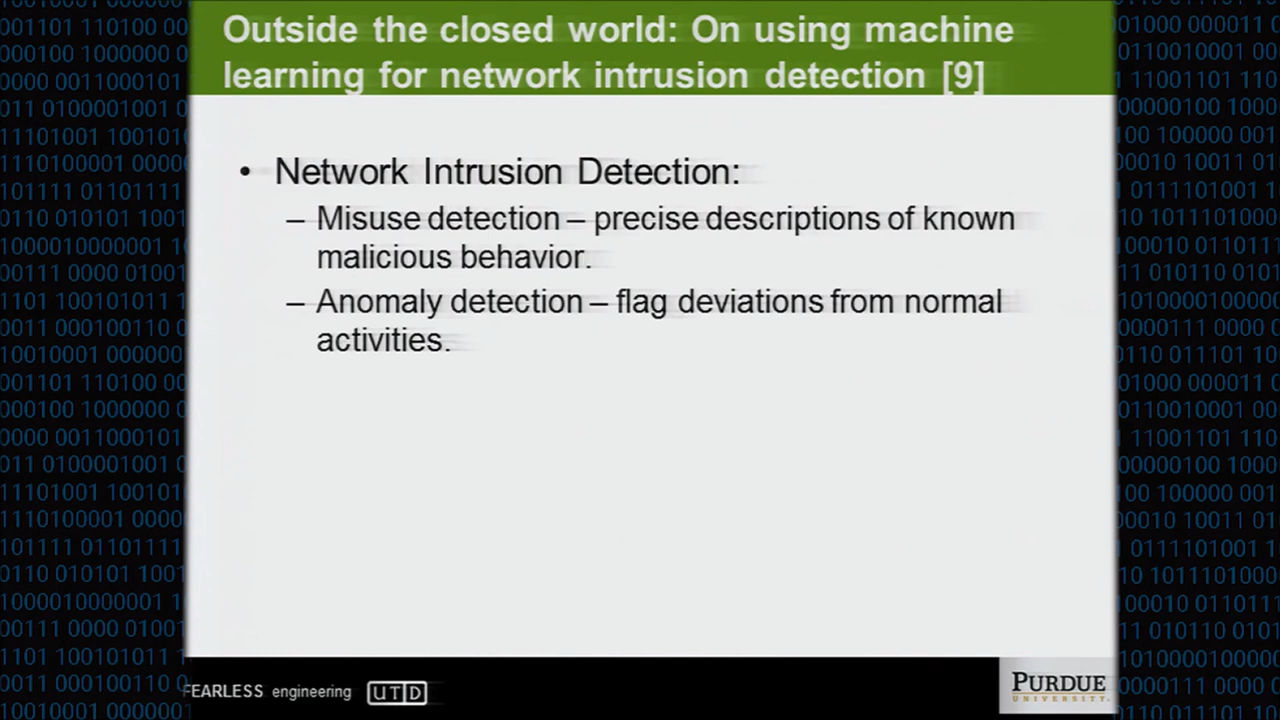 Outside the closed world: On using machine
learning for network intrusion detection [9]
• Network Intrusion Detection:
– Misuse detection – precise descriptions of known
malicious behavior.
– Anomaly detection – flag deviations from normal
activities.
FEARLESS engineering UTD
PURDUE
UNIVERSITY